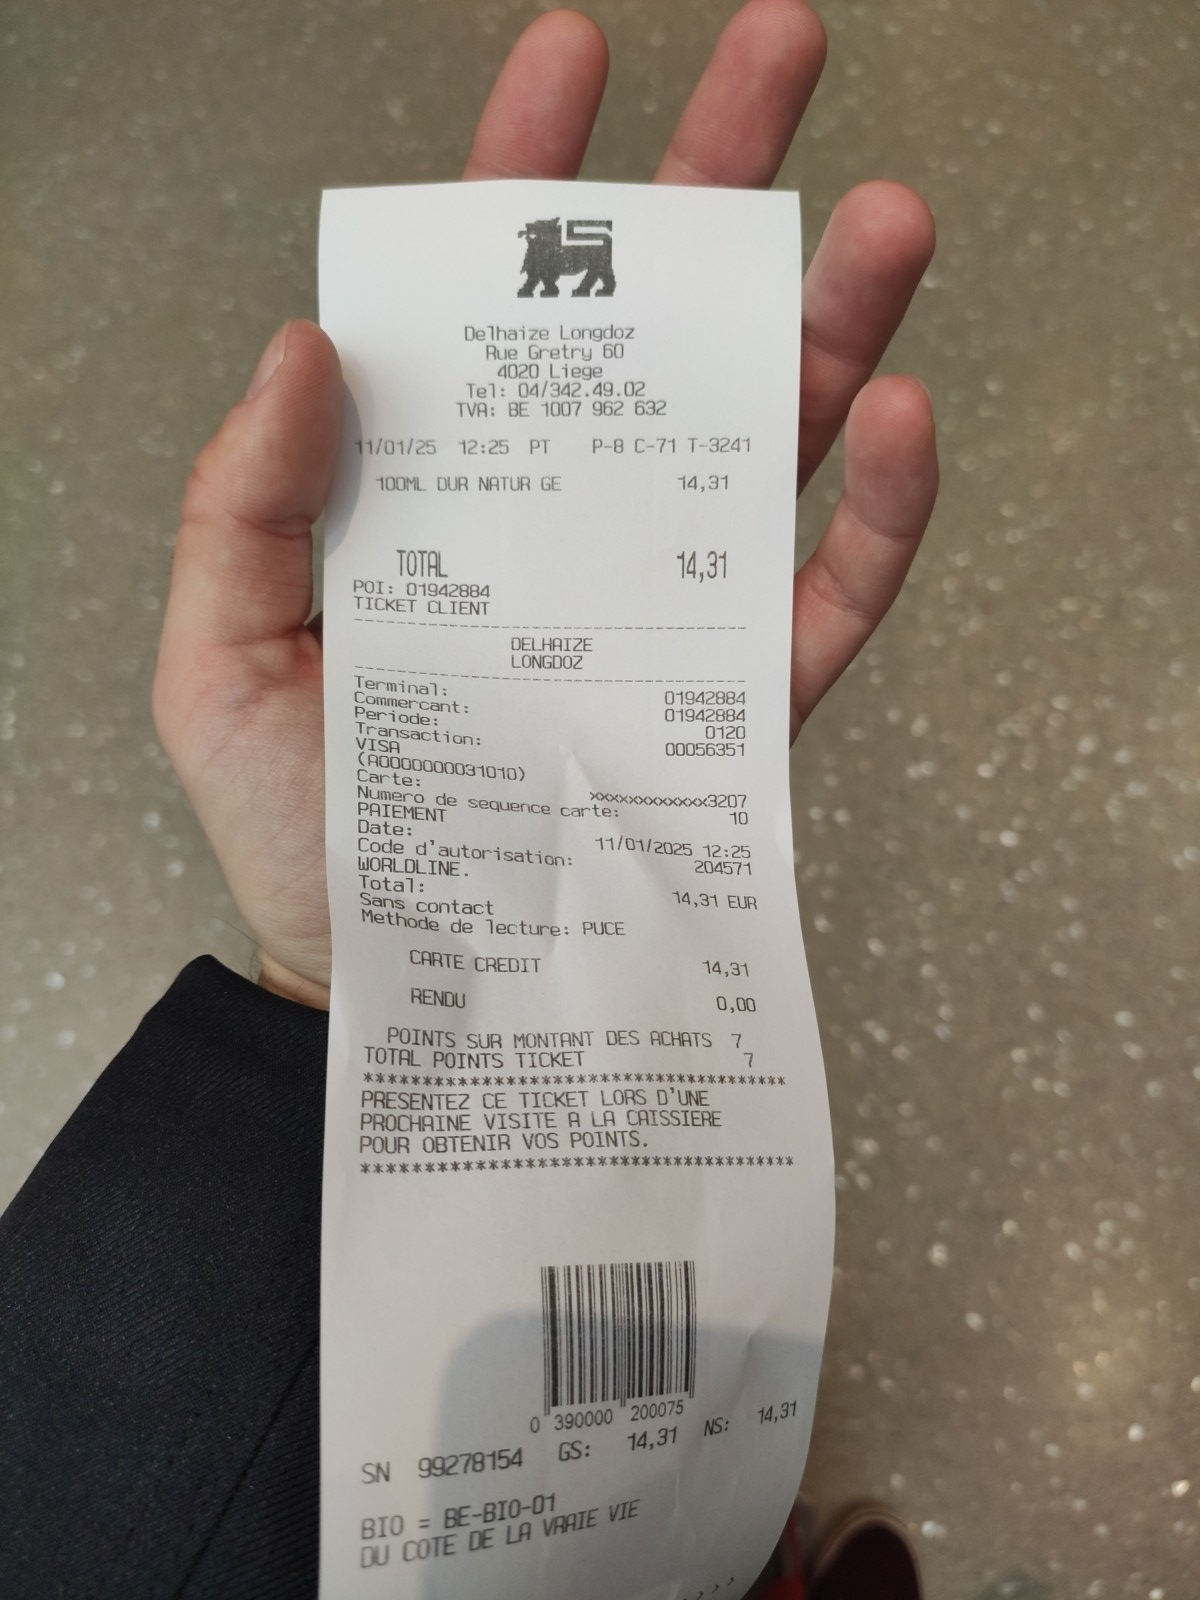 Delhaize Longdoz
Rue Gretry 60
4020 Liege
Tel: 04/342.49.02
TVA: BE 1007 962 632
11/01/25 12:25 PT P-8 C-71 T-3241
100ML DUR NATUR GE 14,31
TOTAL 14,31
POI: 01942884
TICKET CLIENT
DELHAIZE
LONGDOZ
Terminal: 01942884
Commercant: 01942884
Periode: 0120
Transaction: 00056351
VISA
(A0000000031010)
Carte: xxxxxxxxxxxx3207
Numero de sequence carte: 10
PAIEMENT
Date: 11/01/2025 12:25
Code d'autorisation: 204571
WORLDLINE.
Total: 14,31 EUR
Sans contact
Methode de lecture: PUCE
CARTE CREDIT 14,31
RENDU 0,00
POINTS SUR MONTANT DES ACHATS 7
TOTAL POINTS TICKET 7
****************************************
PRESENTEZ CE TICKET LORS D'UNE
PROCHAINE VISITE A LA CAISSIERE
POUR OBTENIR VOS POINTS.
****************************************
0 390000 200075
SN 99278154 GS: 14,31 NS: 14,31
BIO = BE-BIO-01
DU COTE DE LA VRAIE VIE